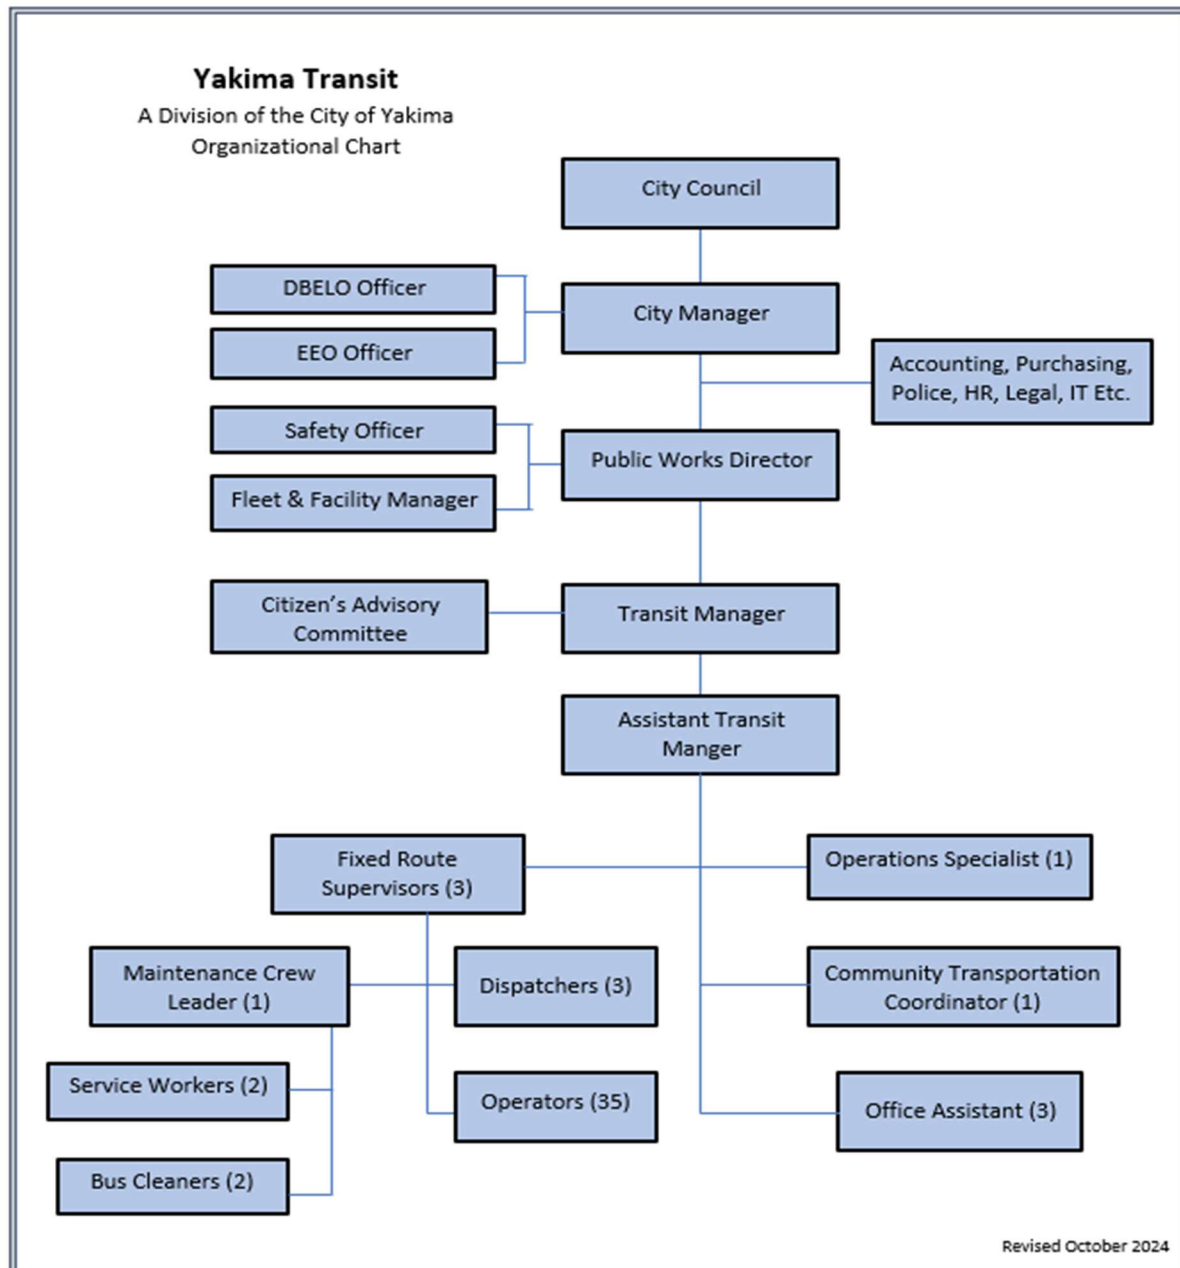 Yakima Transit
A Division of the City of Yakima
Organizational Chart
City Council
DBELO Officer
City Manager
EEO Officer
Accounting, Purchasing,
Police, HR, Legal, IT Etc.
Safety Officer
Public Works Director
Fleet & Facility Manager
Citizen’s Advisory
Committee
Transit Manager
Assistant Transit
Manger
Fixed Route
Supervisors (3)
Operations Specialist (1)
Maintenance Crew
Leader (1)
Dispatchers (3)
Community Transportation
Coordinator (1)
Service Workers (2)
Operators (35)
Office Assistant (3)
Bus Cleaners (2)
Revised October 2024